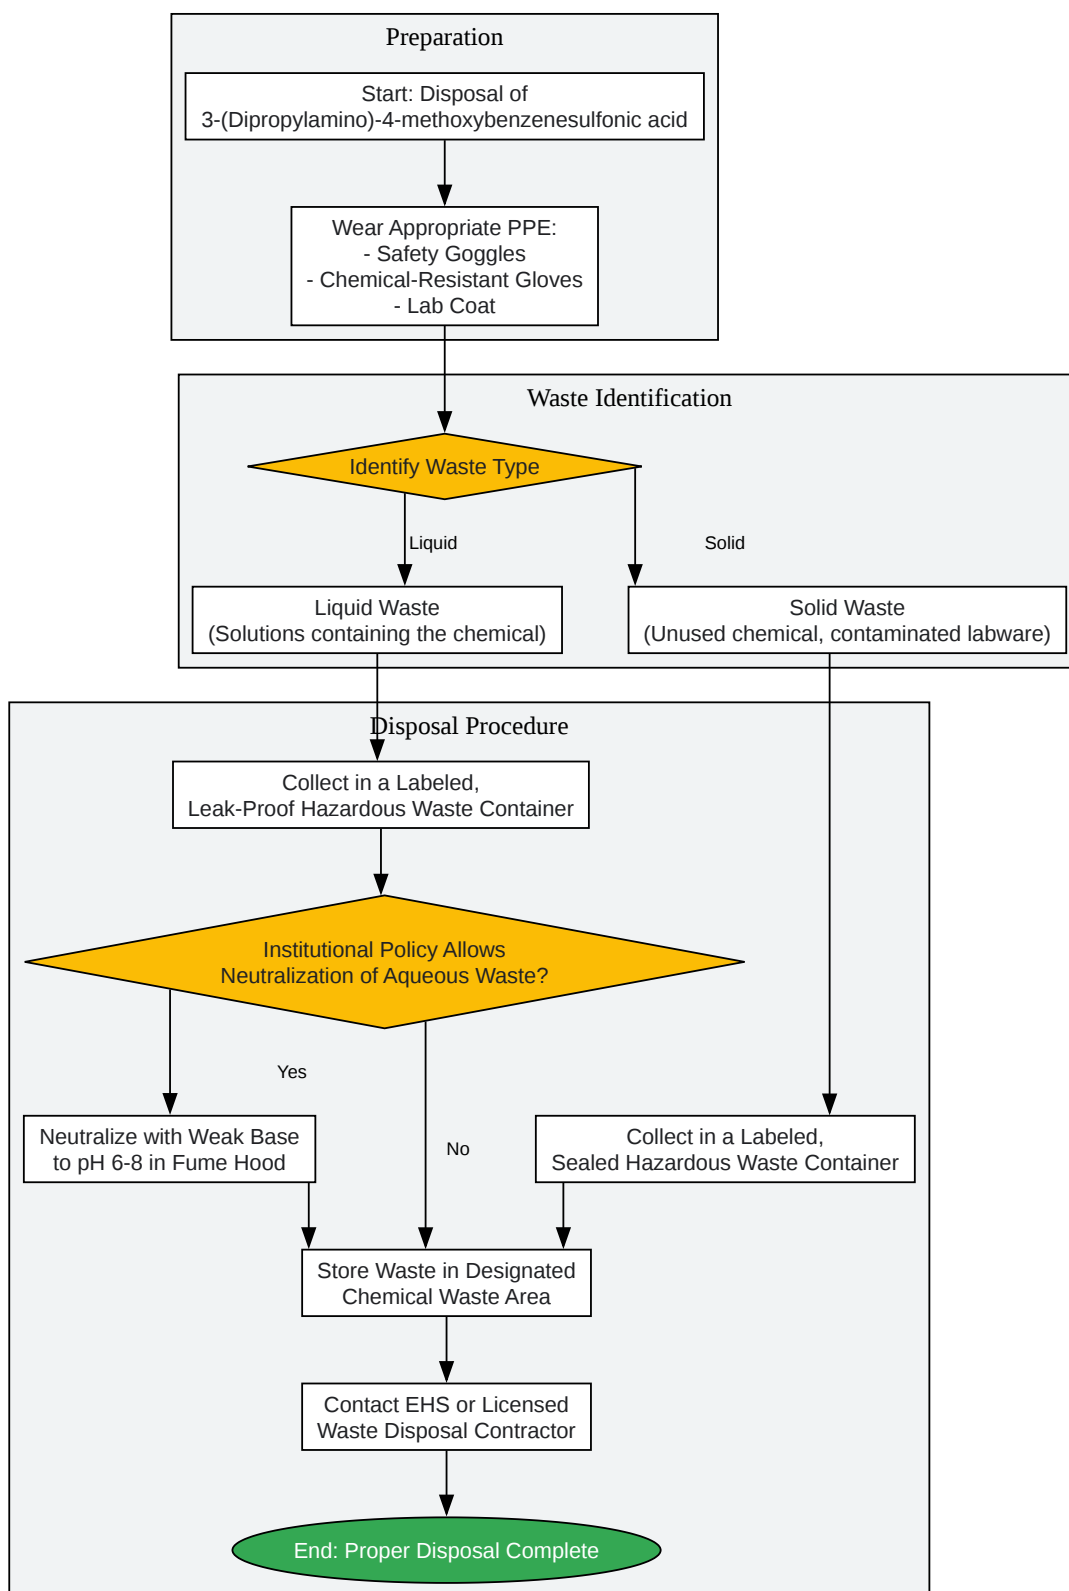 Preparation
Start: Disposal of
3-(Dipropylamino)-4-methoxybenzenesulfonic acid
Wear Appropriate PPE:
- Safety Goggles
- Chemical-Resistant Gloves
- Lab Coat
Waste Identification
Identify Waste Type
Liquid
Solid
Liquid Waste
(Solutions containing the chemical)
Solid Waste
(Unused chemical, contaminated labware)
Disposal Procedure
Collect in a Labeled,
Leak-Proof Hazardous Waste Container
Institutional Policy Allows
Neutralization of Aqueous Waste?
Yes
No
Neutralize with Weak Base
to pH 6-8 in Fume Hood
Collect in a Labeled,
Sealed Hazardous Waste Container
Store Waste in Designated
Chemical Waste Area
Contact EHS or Licensed
Waste Disposal Contractor
End: Proper Disposal Complete